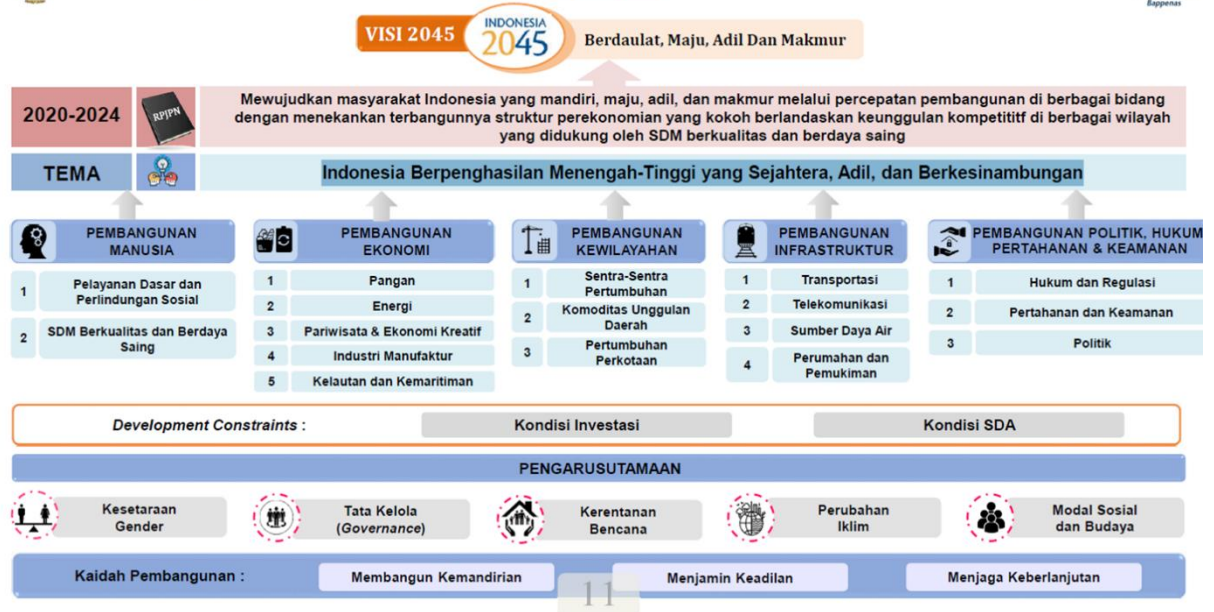 Bappenas
VISI 2045
INDONESIA
2045
Berdaulat, Maju, Adil Dan Makmur
2020-2024
RPJPN
Mewujudkan masyarakat Indonesia yang mandiri, maju, adil, dan makmur melalui percepatan pembangunan di berbagai bidang
dengan menekankan terbangunnya struktur perekonomian yang kokoh berlandaskan keunggulan kompetititf di berbagai wilayah
yang didukung oleh SDM berkualitas dan berdaya saing
TEMA
Indonesia Berpenghasilan Menengah-Tinggi yang Sejahtera, Adil, dan Berkesinambungan
PEMBANGUNAN
MANUSIA
1
Pelayanan Dasar dan
Perlindungan Sosial
2
SDM Berkualitas dan Berdaya
Saing
PEMBANGUNAN
EKONOMI
1
Pangan
2
Energi
3
Pariwisata & Ekonomi Kreatif
4
Industri Manufaktur
5
Kelautan dan Kemaritiman
PEMBANGUNAN
KEWILAYAHAN
1
Sentra-Sentra
Pertumbuhan
2
Komoditas Unggulan
Daerah
3
Pertumbuhan
Perkotaan
PEMBANGUNAN
INFRASTRUKTUR
1
Transportasi
2
Telekomunikasi
3
Sumber Daya Air
4
Perumahan dan
Pemukiman
PEMBANGUNAN POLITIK, HUKUM
PERTAHANAN & KEAMANAN
1
Hukum dan Regulasi
2
Pertahanan dan Keamanan
3
Politik
Development Constraints :
Kondisi Investasi
Kondisi SDA
PENGARUSUTAMAAN
Kesetaraan
Gender
Tata Kelola
(Governance)
Kerentanan
Bencana
Perubahan
Iklim
Modal Sosial
dan Budaya
Kaidah Pembangunan :
Membangun Kemandirian
Menjamin Keadilan
Menjaga Keberlanjutan
11